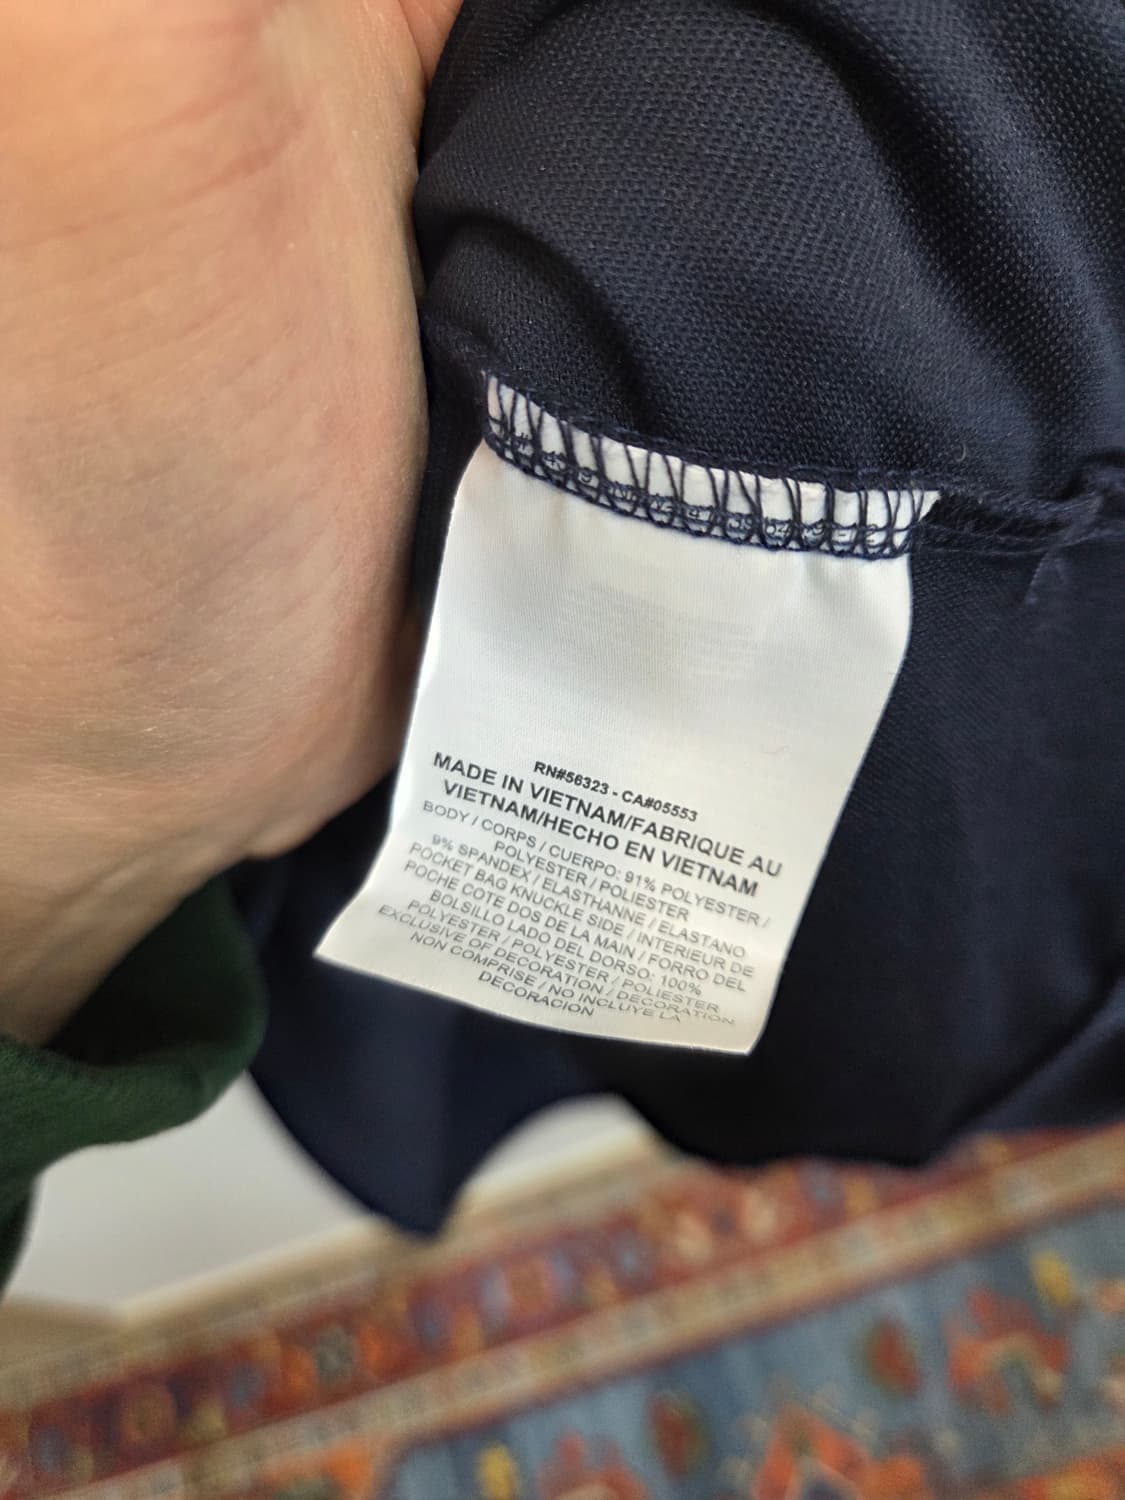 RN#56323 - CA#05553
MADE IN VIETNAM/FABRIQUE AU
VIETNAM/HECHO EN VIETNAM
BODY / CORPS / CUERPO: 91% POLYESTER /
POLYESTER / POLIESTER
9% SPANDEX / ELASTHANNE / ELASTANO
POCKET BAG KNUCKLE SIDE / INTERIEUR DE
POCHE COTE DOS DE LA MAIN / FORRO DEL
BOLSILLO LADO DEL DORSO: 100%
POLYESTER / POLYESTER / POLIESTER
EXCLUSIVE OF DECORATION / DECORATION
NON COMPRISE / NO INCLUYE LA
DECORACION